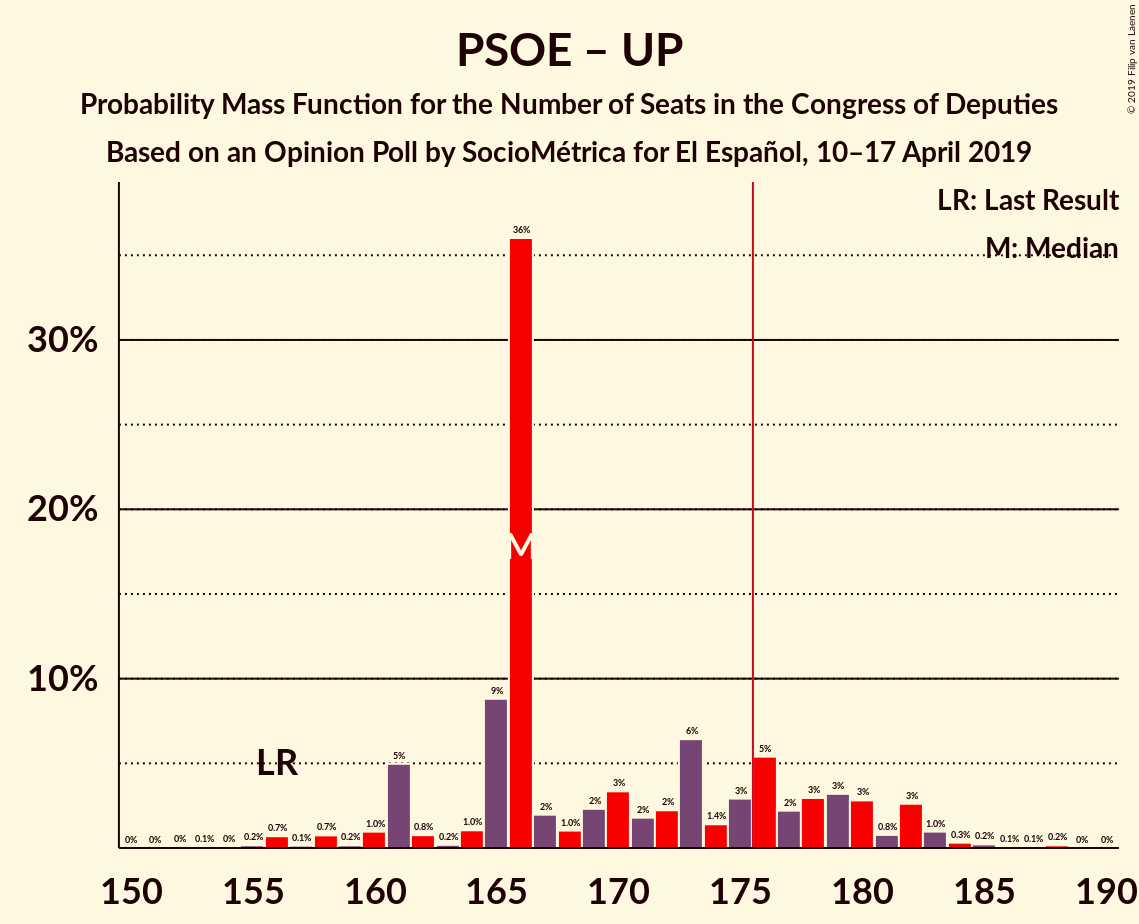 PSOE – UP
Probability Mass Function for the Number of Seats in the Congress of Deputies
Based on an Opinion Poll by SocioMétrica for El Español, 10–17 April 2019
© 2019 Filip van Laenen
LR: Last Result
M: Median
30%
20%
10%
36%
M
LR
0% 0% 0% 0.1% 0% 0.2% 0.7% 0.1% 0.7% 0.2% 1.0% 5% 0.8% 0.2% 1.0% 9% 2% 1.0% 2% 3% 2% 2% 6% 1.4% 3% 5% 2% 3% 3% 3% 0.8% 3% 1.0% 0.3% 0.2% 0.1% 0.1% 0.2% 0% 0%
150 155 160 165 170 175 180 185 190